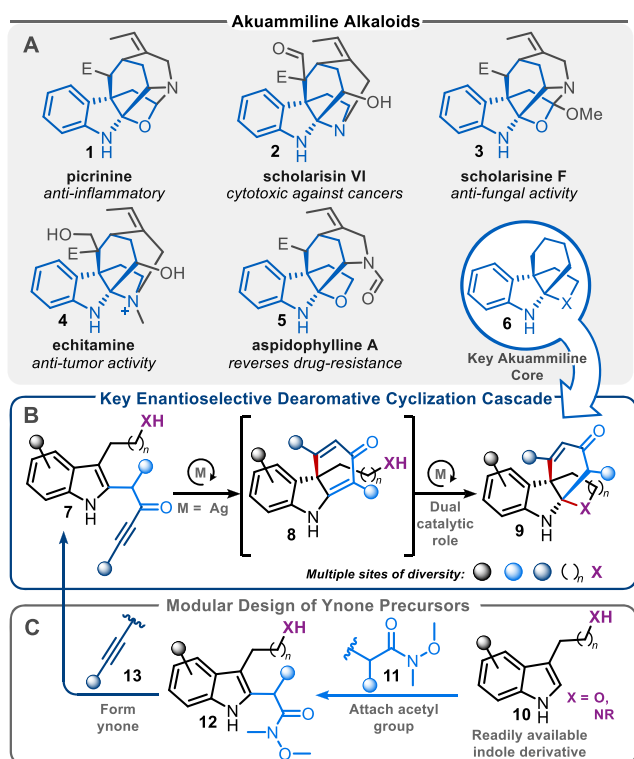 Akuammiline Alkaloids
A
E
N
O
N
H
1
picrinine
anti-inflammatory
O
E
OH
N
N
H
2
scholarisin VI
cytotoxic against cancers
E
N
OMe
O
N
H
3
scholarisine F
anti-fungal activity
HO
E
OH
N
+
N
H
4
echitamine
anti-tumor activity
E
N
O
O
N
H
5
aspidophylline A
reverses drug-resistance
N
H
X
6
Key Akuammiline
Core
B
Key Enantioselective Dearomative Cyclization Cascade
XH
( )n
N
H
O
7
M
M = Ag
O
XH
( )n
N
H
8
M
Dual
catalytic
role
O
( )n
X
N
H
9
Multiple sites of diversity: ( )n X
C
Modular Design of Ynone Precursors
13
Form
ynone
XH
( )n
N
H
O
N
O
12
O
N
O
11
Attach acetyl
group
XH
( )n
N
H
10
X = O,
NR
Readily available
indole derivative